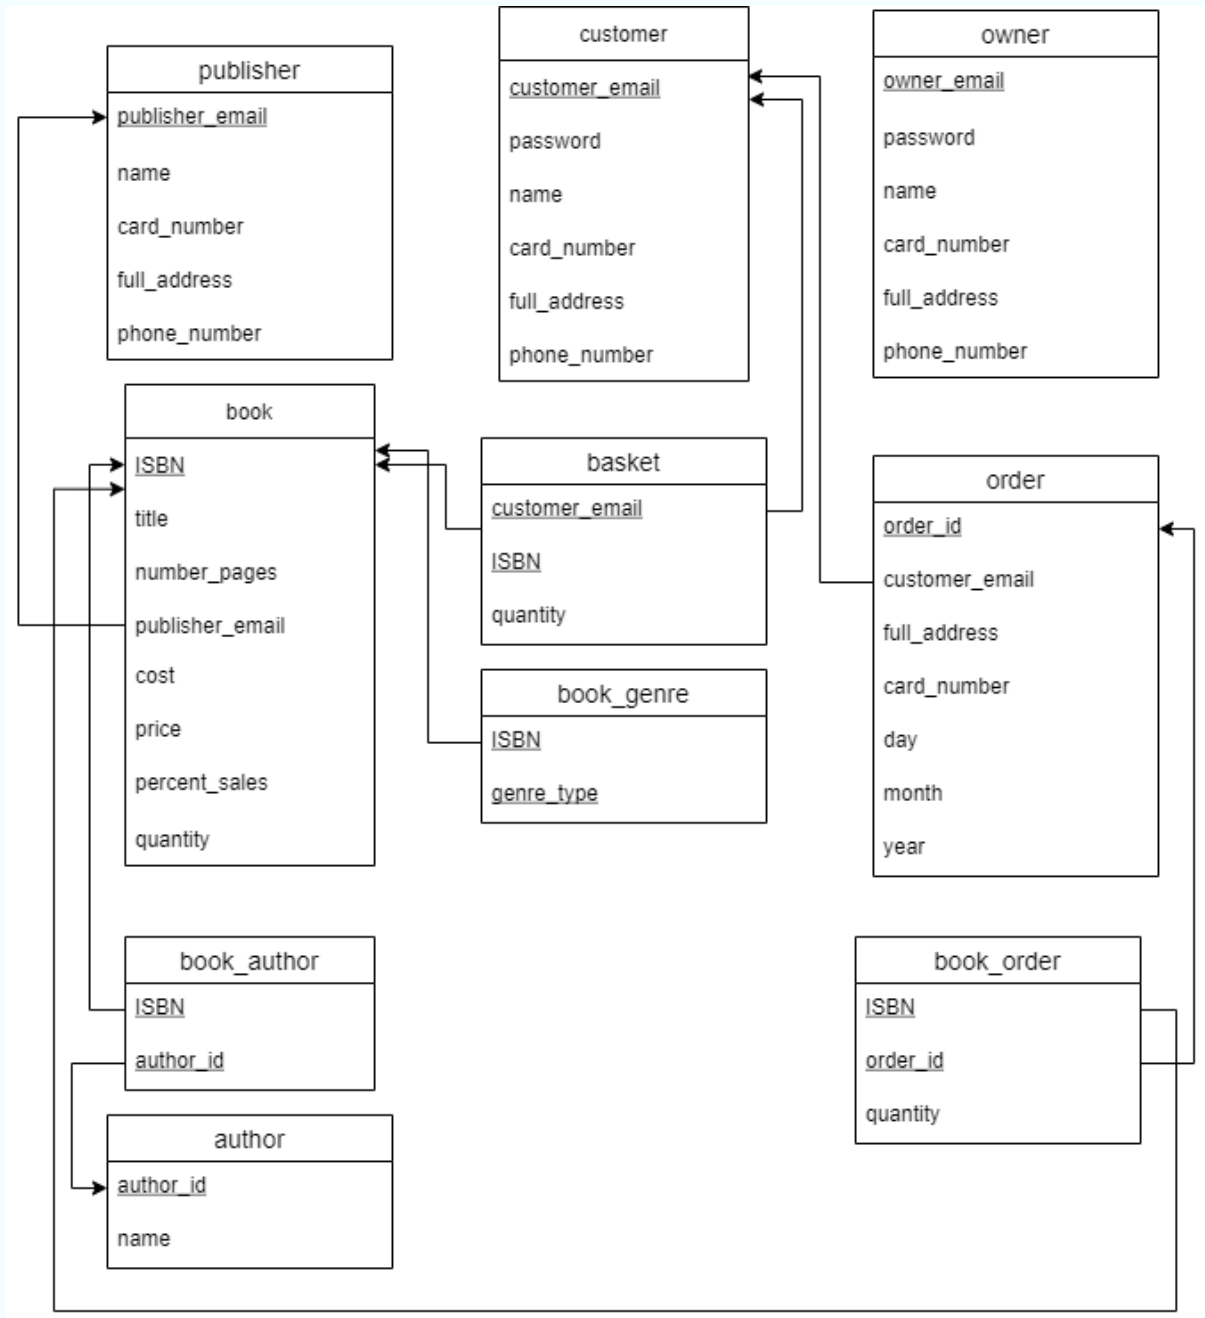 publisher
publisher_email
name
card_number
full_address
phone_number
customer
customer_email
password
name
card_number
full_address
phone_number
owner
owner_email
password
name
card_number
full_address
phone_number
book
ISBN
title
number_pages
publisher_email
cost
price
percent_sales
quantity
basket
customer_email
ISBN
quantity
book_genre
ISBN
genre_type
order
order_id
customer_email
full_address
card_number
day
month
year
book_author
ISBN
author_id
author
author_id
name
book_order
ISBN
order_id
quantity